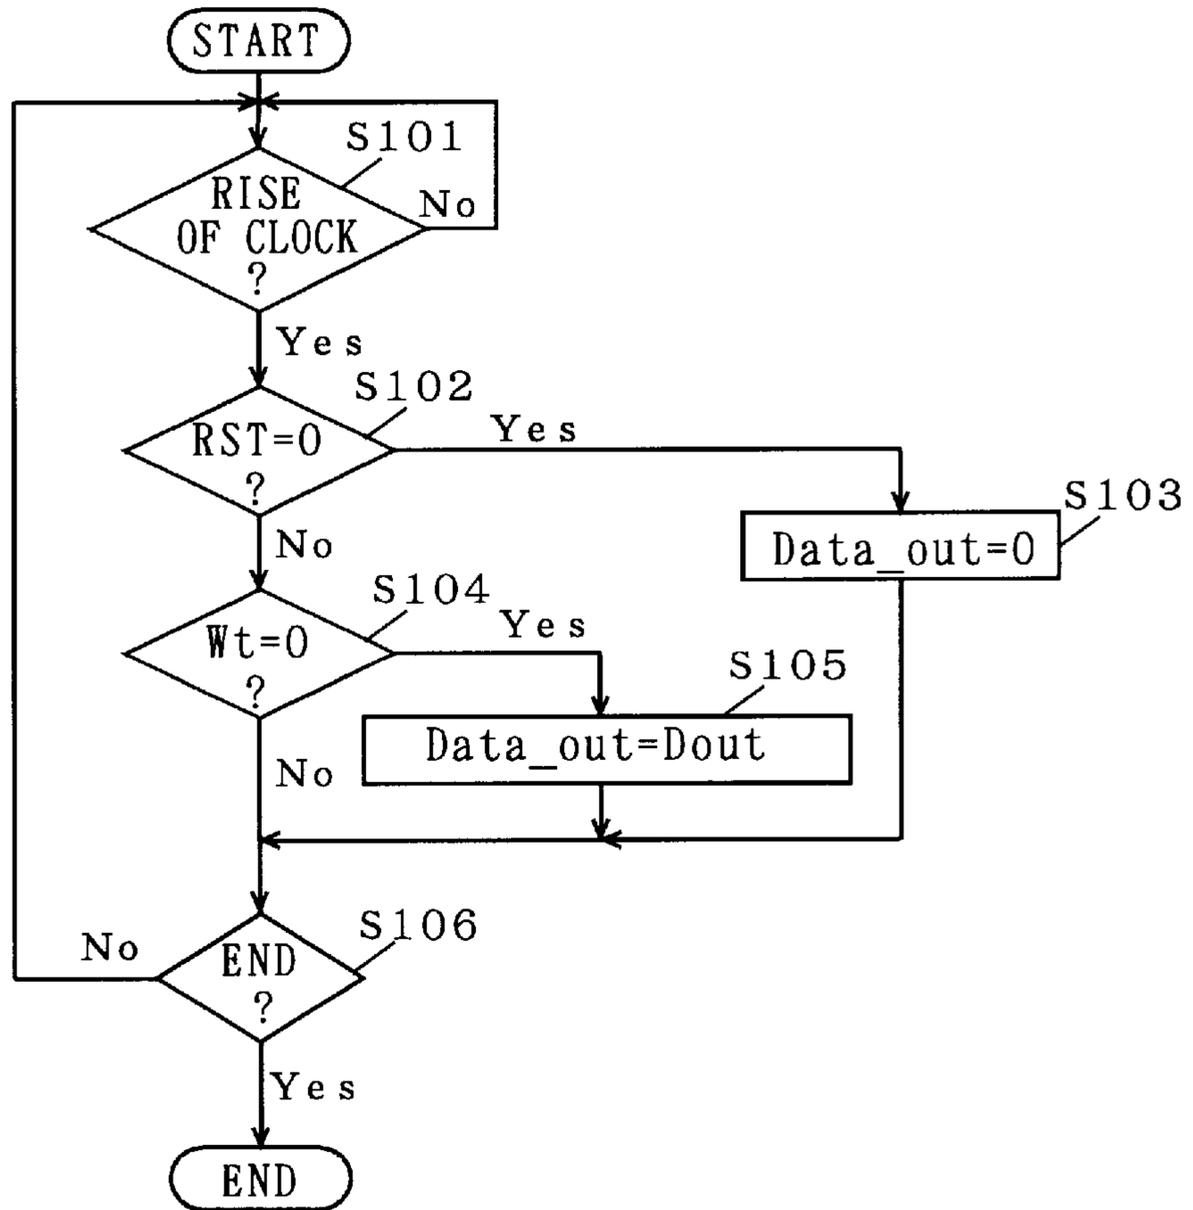 START
S101
RISE
OF CLOCK
?
No
Yes
S102
RST=0
?
Yes
S103
Data_out=0
No
S104
Wt=0
?
Yes
S105
Data_out=Dout
No
S106
END
?
No
Yes
END